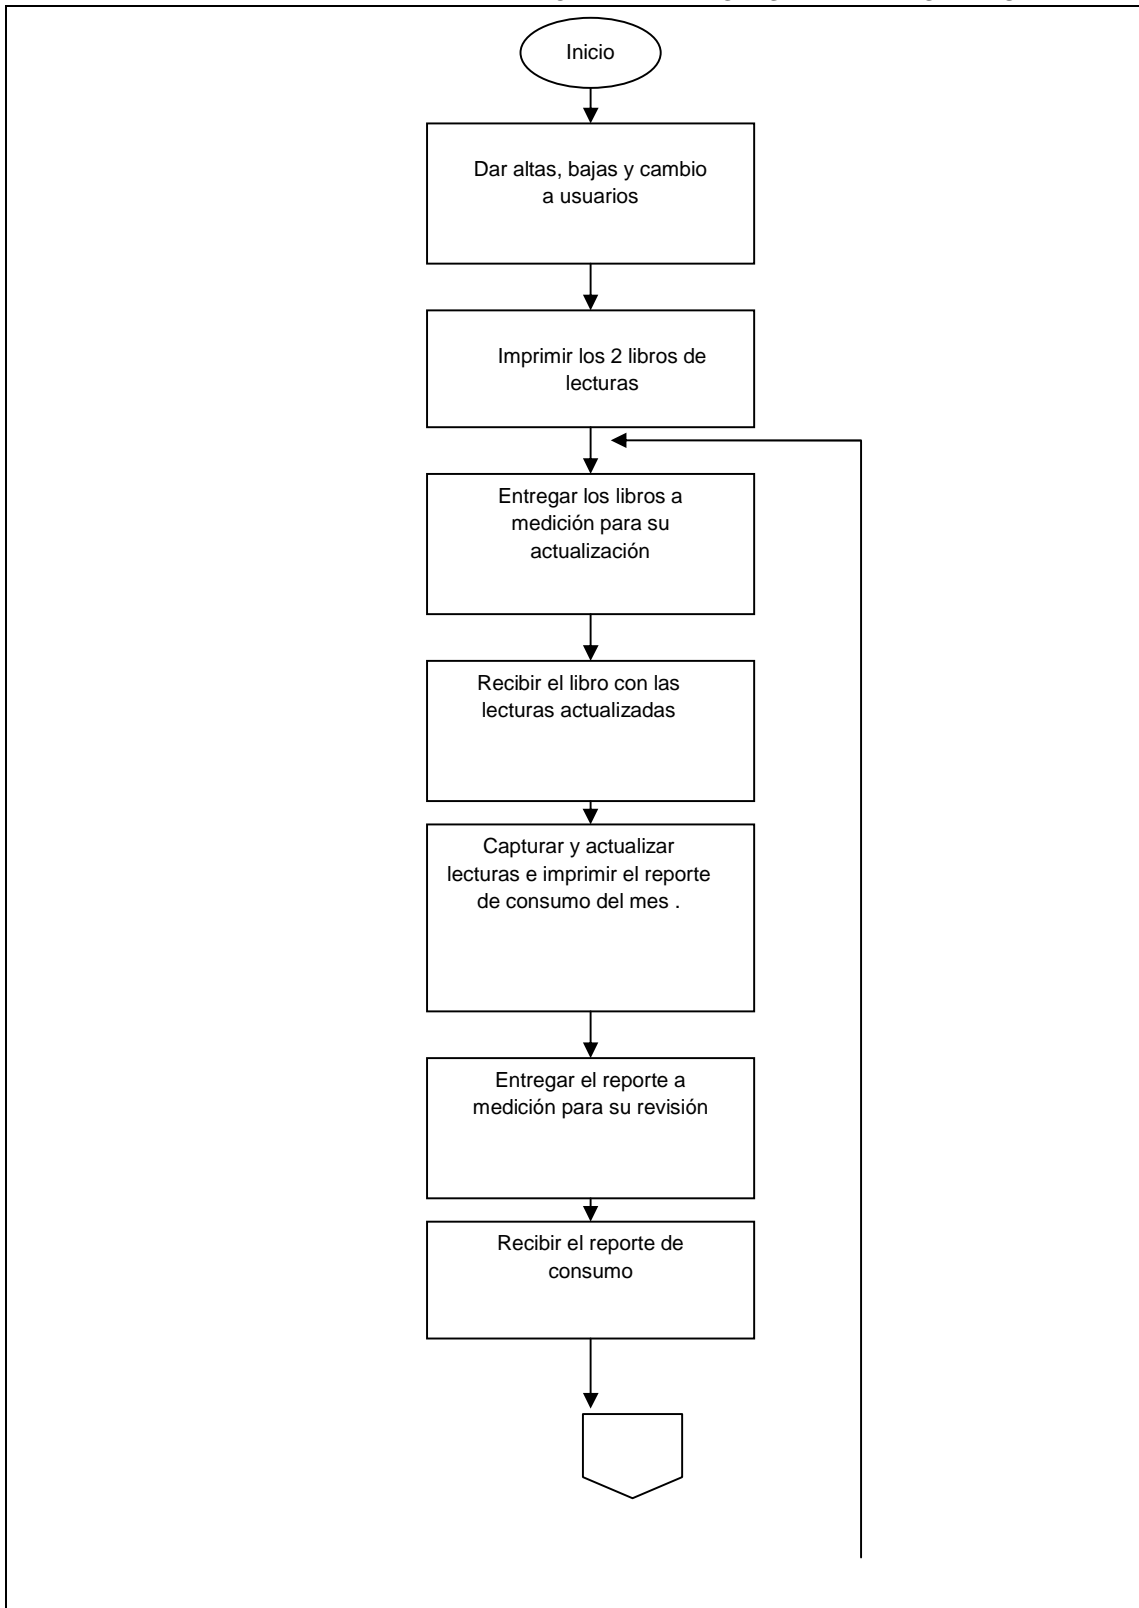 Inicio
Dar altas, bajas y cambio
a usuarios
Imprimir los 2 libros de
lecturas
Entregar los libros a
medición para su
actualización
Recibir el libro con las
lecturas actualizadas
Capturar y actualizar
lecturas e imprimir el reporte
de consumo del mes .
Entregar el reporte a
medición para su revisión
Recibir el reporte de
consumo